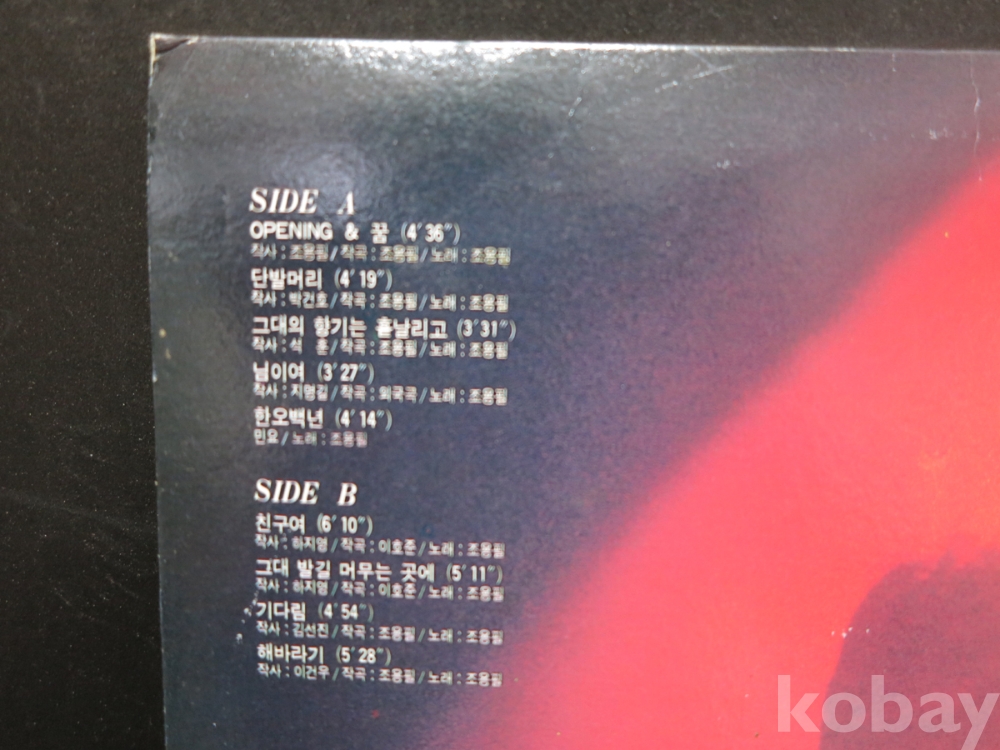 SIDE A
OPENING & 꿈 (4'36")
작사 : 조용필 / 작곡 : 조용필 / 노래 : 조용필
단발머리 (4'19")
작사 : 박건호 / 작곡 : 조용필 / 노래 : 조용필
그대의 향기는 흩날리고 (3'31")
작사 : 석 훈 / 작곡 : 조용필 / 노래 : 조용필
님이여 (3'27")
작사 : 지명길 / 작곡 : 외국곡 / 노래 : 조용필
한오백년 (4'14")
민요 / 노래 : 조용필
SIDE B
친구여 (6'10")
작사 : 하지영 / 작곡 : 이호준 / 노래 : 조용필
그대 발길 머무는 곳에 (5'11")
작사 : 하지영 / 작곡 : 이호준 / 노래 : 조용필
기다림 (4'54")
작사 : 김선진 / 작곡 : 조용필 / 노래 : 조용필
해바라기 (5'28")
작사 : 이건우 / 작곡 : 조용필 / 노래 : 조용필
kobay